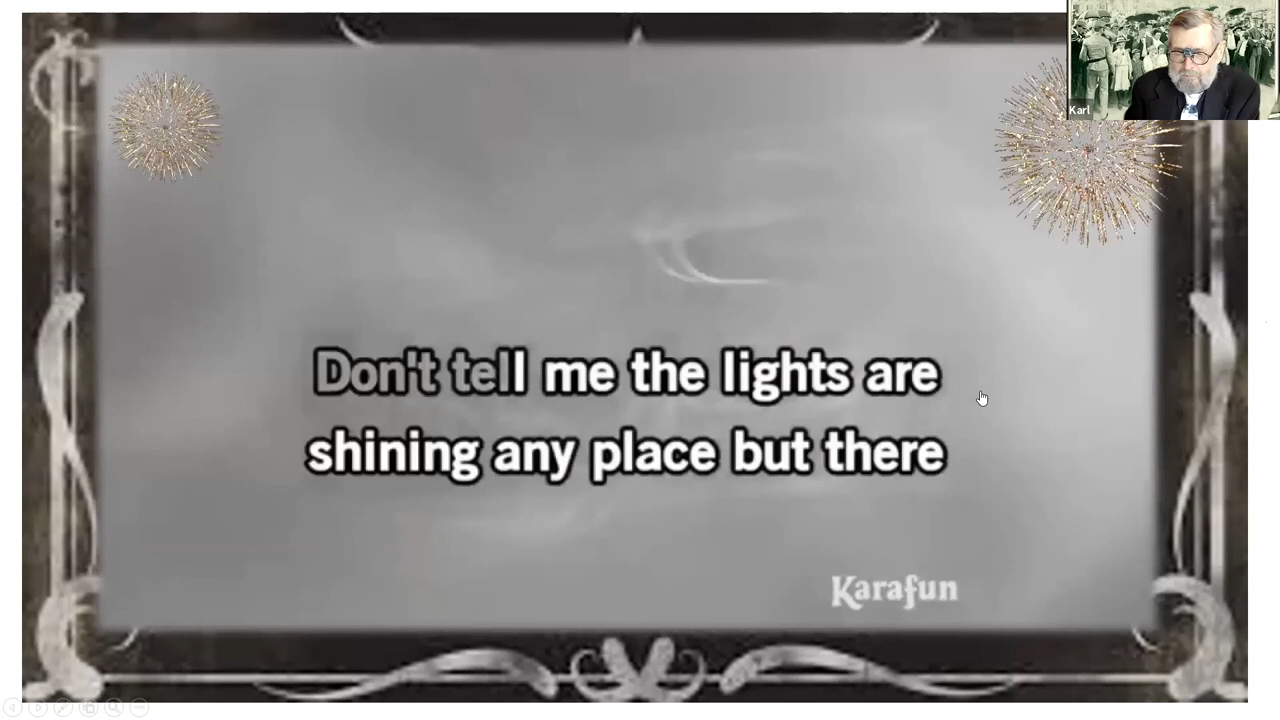 Karl
Don't tell me the lights are
shining any place but there
Karafun